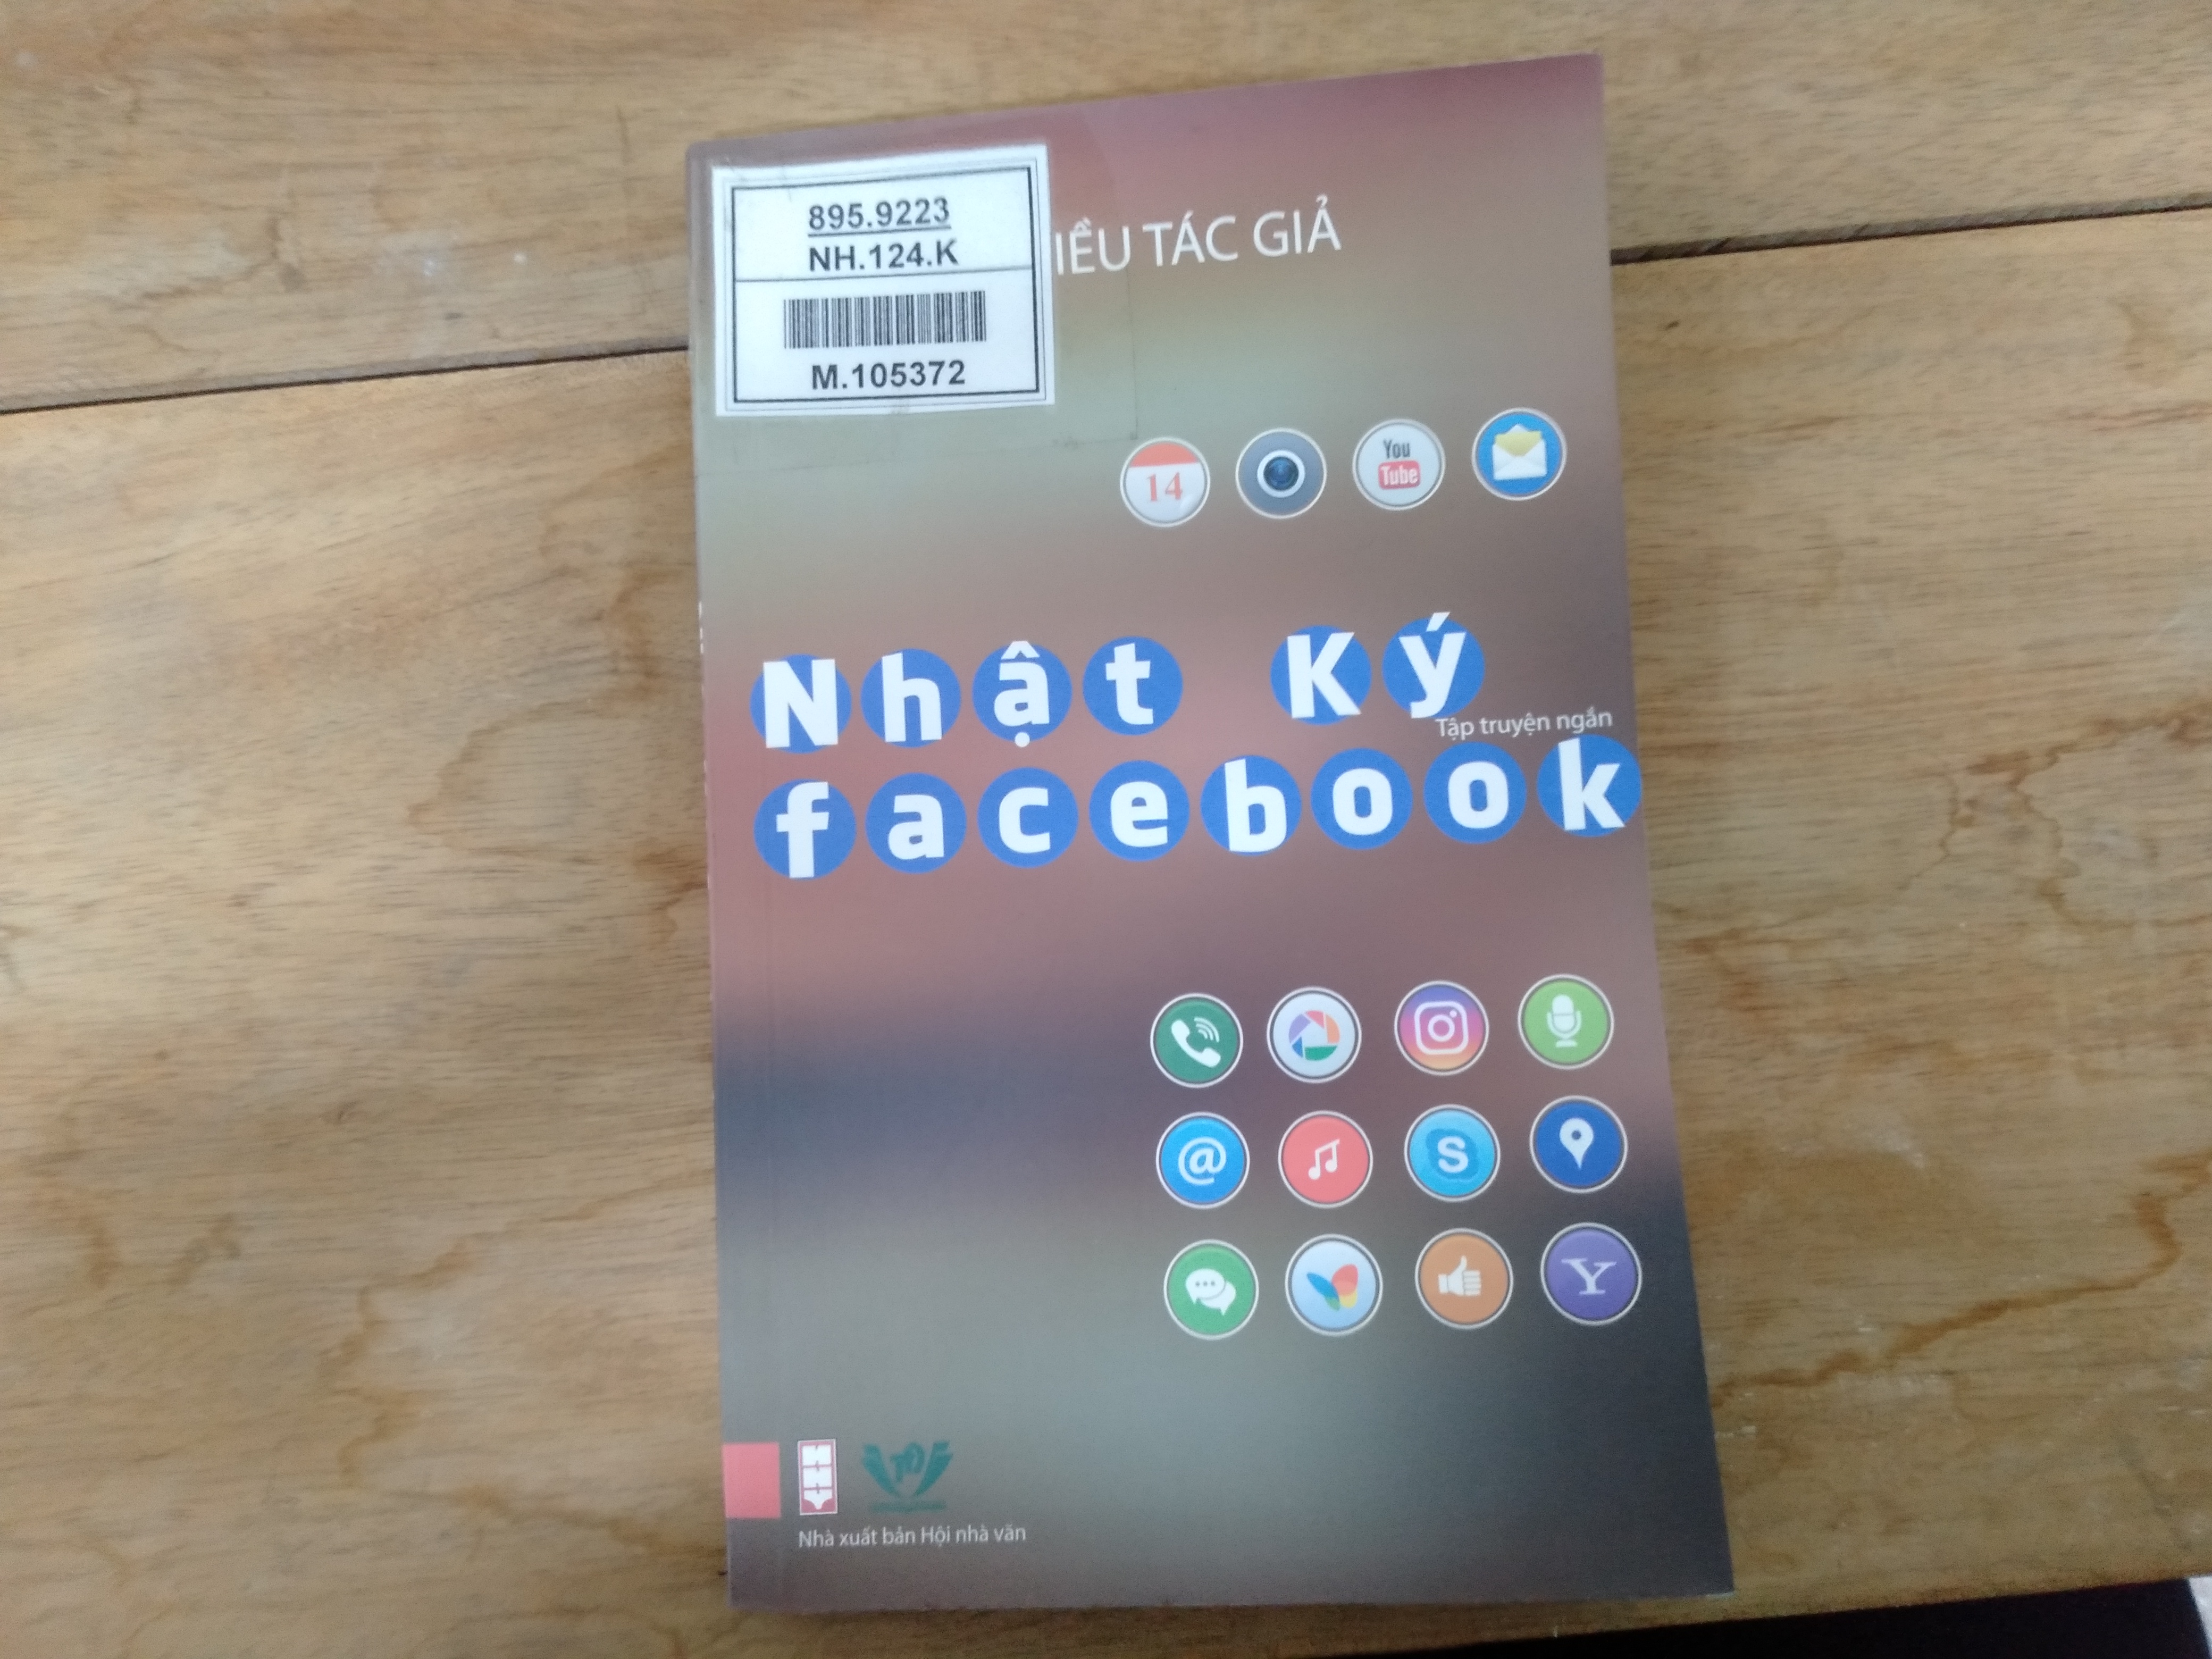 895.9223
NH.124.K
M.105372
IỀU TÁC GIẢ
14
You
Tube
Nhật Ký
Tập truyện ngắn
facebook
@
S
Y
Nhà xuất bản Hội nhà văn